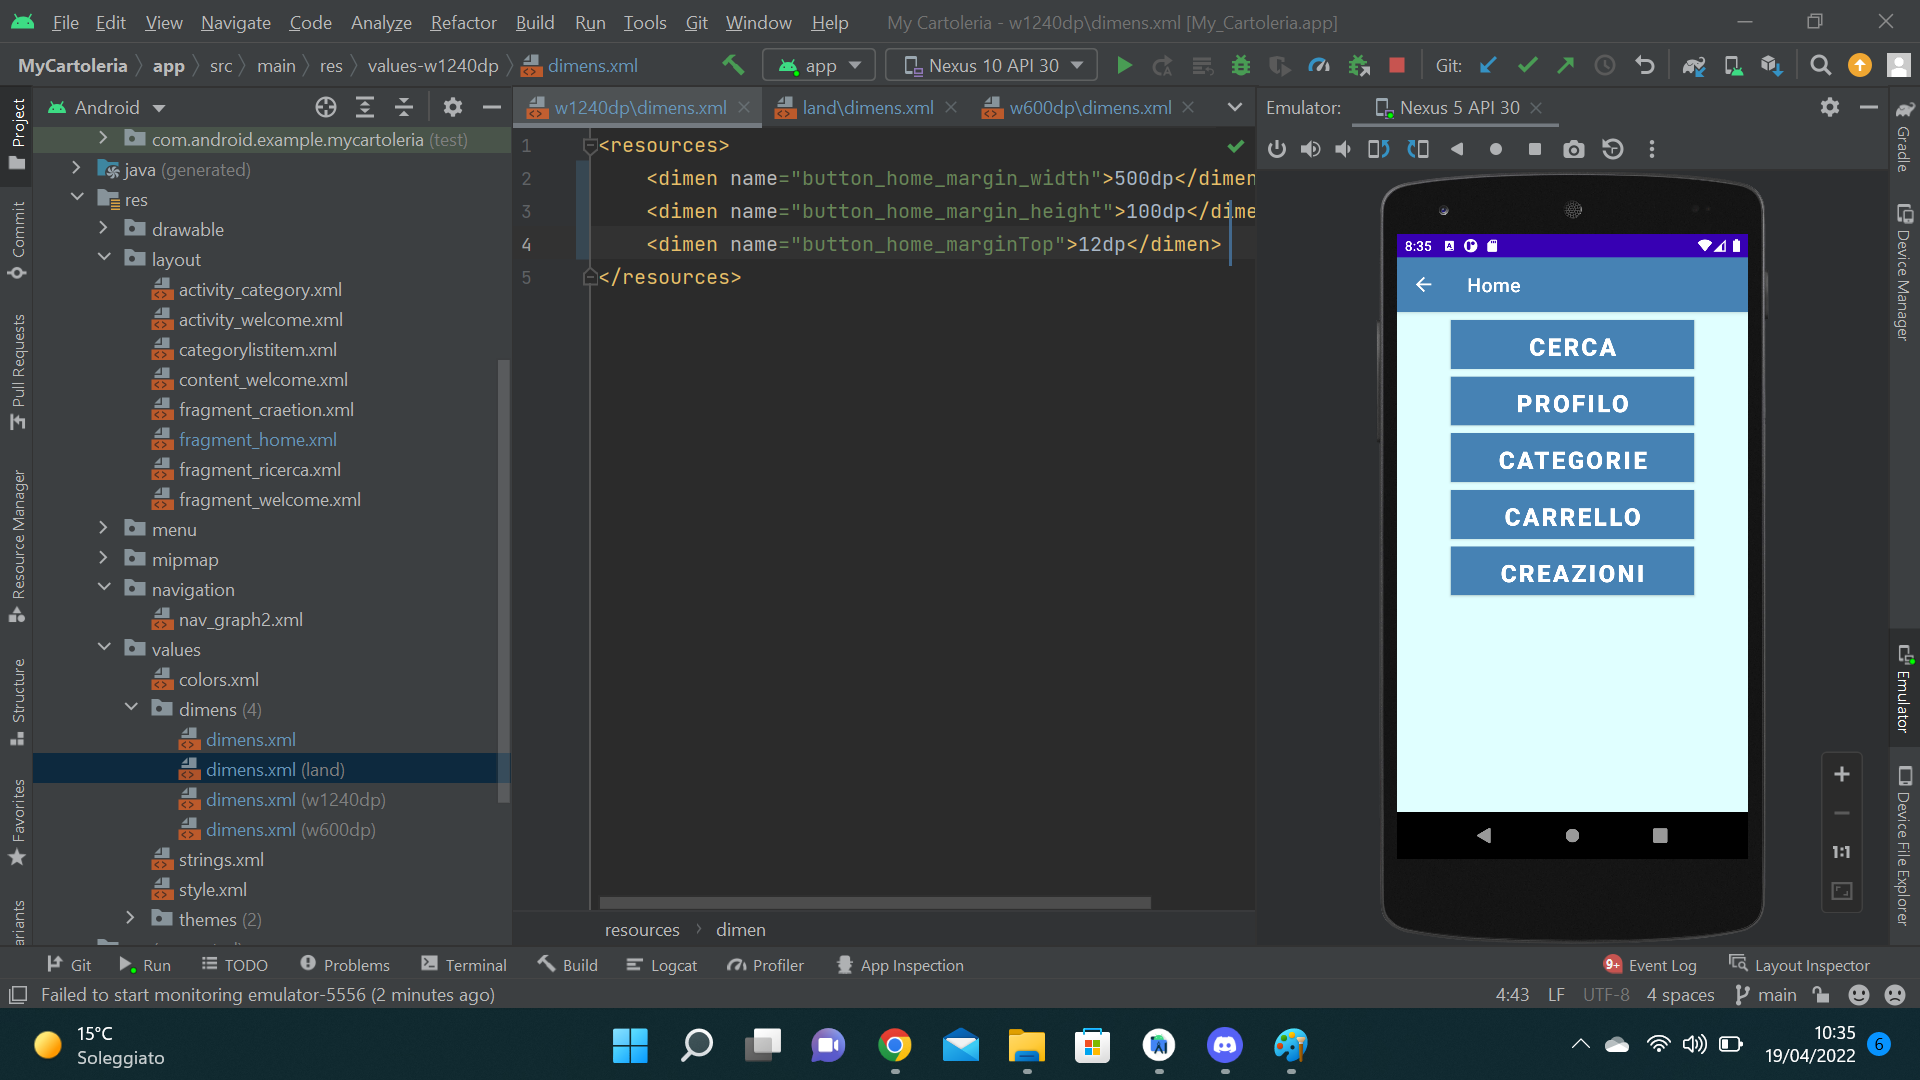 File Edit View Navigate Code Analyze Refactor Build Run Tools Git Window Help My Cartoleria - w1240dp\dimens.xml [My_Cartoleria.app]
MyCartoleria app src main res values-w1240dp dimens.xml app Nexus 10 API 30 Git:
Android
w1240dp\dimens.xml land\dimens.xml w600dp\dimens.xml
Emulator: Nexus 5 API 30
Project
Commit
Pull Requests
Resource Manager
Structure
Favorites
ariants
com.android.example.mycartoleria (test)
java (generated)
res
drawable
layout
activity_category.xml
activity_welcome.xml
categorylistitem.xml
content_welcome.xml
fragment_craetion.xml
fragment_home.xml
fragment_ricerca.xml
fragment_welcome.xml
menu
mipmap
navigation
nav_graph2.xml
values
colors.xml
dimens (4)
dimens.xml
dimens.xml (land)
dimens.xml (w1240dp)
dimens.xml (w600dp)
strings.xml
style.xml
themes (2)
1 <resources>
2 <dimen name="button_home_margin_width">500dp</dimen
3 <dimen name="button_home_margin_height">100dp</dime
4 <dimen name="button_home_marginTop">12dp</dimen>
5 </resources>
resources dimen
8:35
Home
CERCA
PROFILO
CATEGORIE
CARRELLO
CREAZIONI
1:1
Gradle
Device Manager
Emulator
Device File Explorer
Git Run TODO Problems Terminal Build Logcat Profiler App Inspection 9+ Event Log Layout Inspector
Failed to start monitoring emulator-5556 (2 minutes ago) 4:43 LF UTF-8 4 spaces main
15°C
Soleggiato
10:35
19/04/2022
6